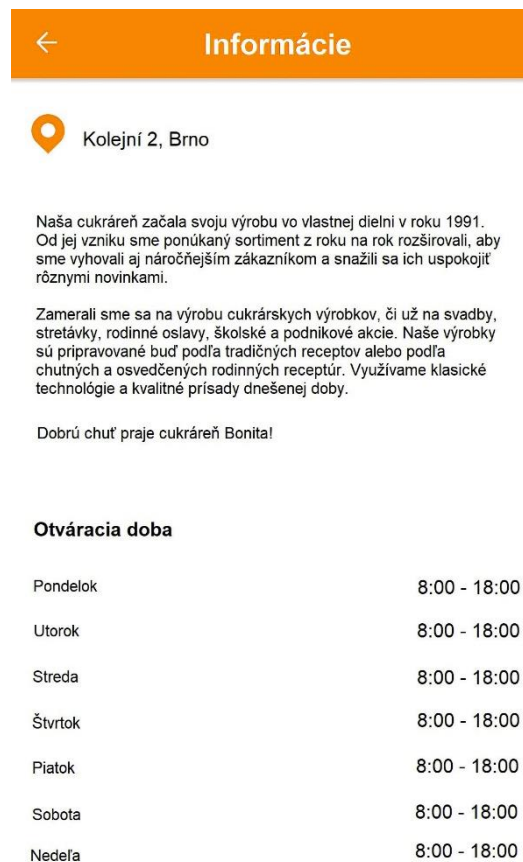 Informácie
Kolejní 2, Brno
Naša cukráreň začala svoju výrobu vo vlastnej dielni v roku 1991.
Od jej vzniku sme ponúkaný sortiment z roku na rok rozširovali, aby
sme vyhovali aj náročňejším zákazníkom a snažili sa ich uspokojiť
rôznymi novinkami.
Zamerali sme sa na výrobu cukrárskych výrobkov, či už na svadby,
stretávky, rodinné oslavy, školské a podnikové akcie. Naše výrobky
sú pripravované buď podľa tradičných receptov alebo podľa
chutných a osvedčených rodinných receptúr. Využívame klasické
technológie a kvalitné prísady dnešenej doby.
Dobrú chuť praje cukráreň Bonita!
Otváracia doba
Pondelok 8:00 - 18:00
Utorok 8:00 - 18:00
Streda 8:00 - 18:00
Štvrtok 8:00 - 18:00
Piatok 8:00 - 18:00
Sobota 8:00 - 18:00
Nedeľa 8:00 - 18:00